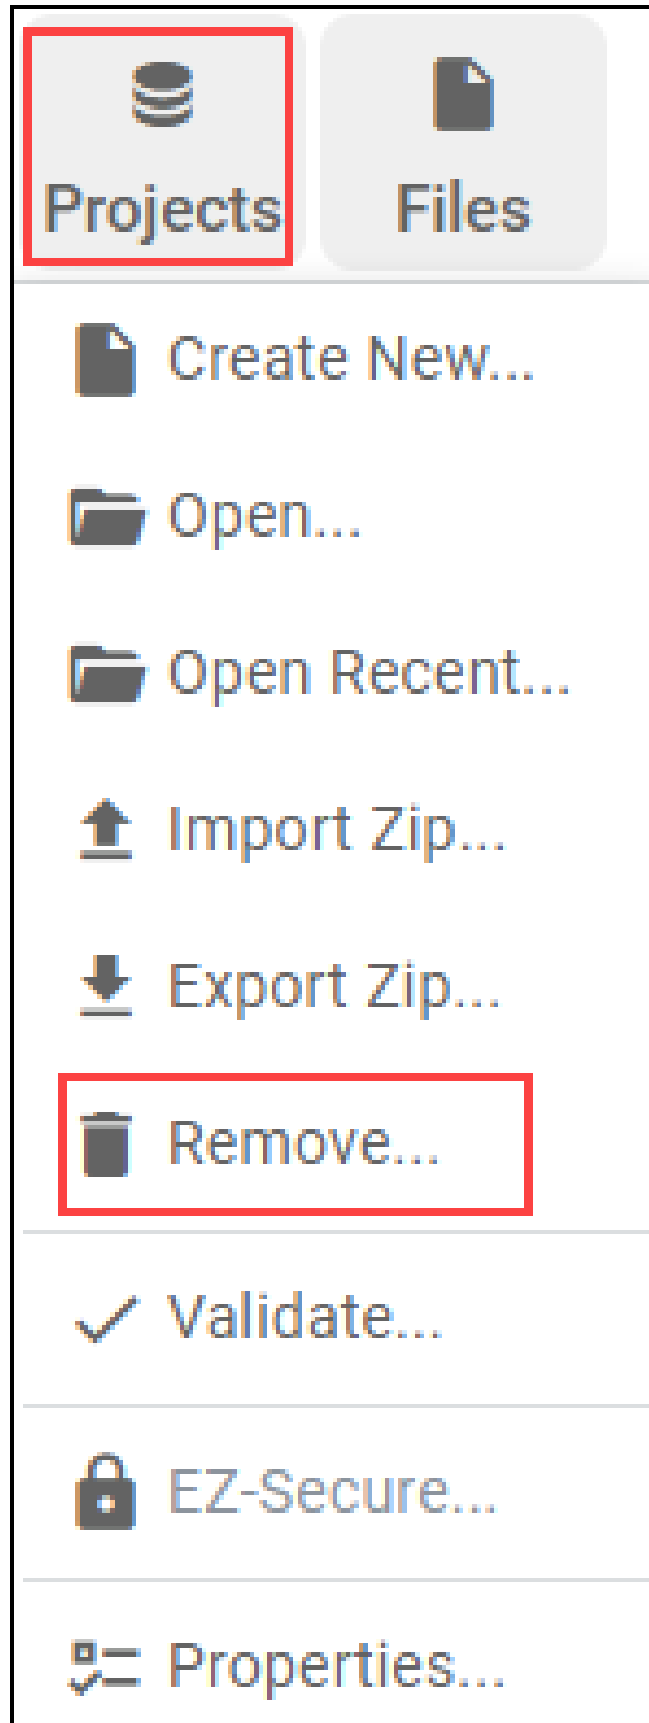 Projects Files
Create New...
Open...
Open Recent...
Import Zip...
Export Zip...
Remove...
Validate...
EZ-Secure...
Properties...